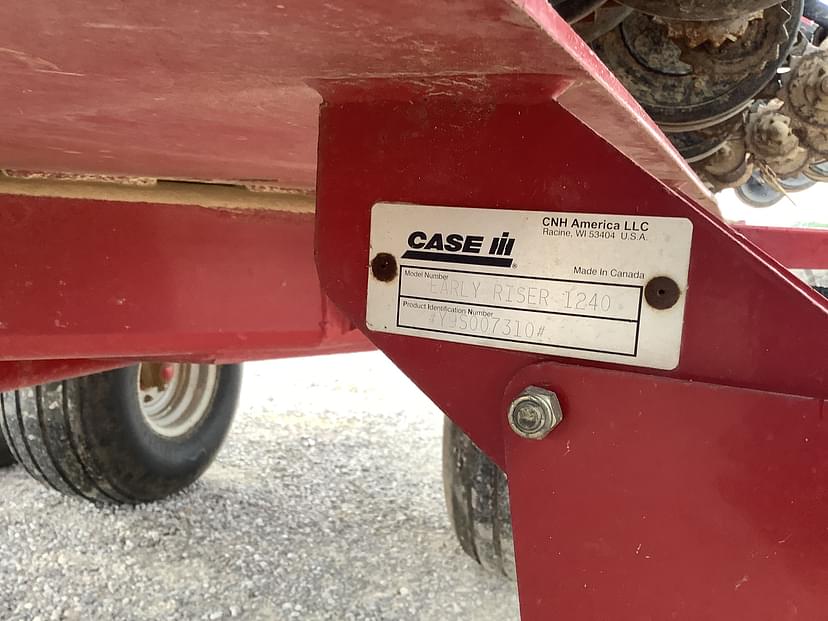 CASE IH
CNH America LLC
Racine, WI 53404 U.S.A.
Made in Canada
Model Number
EARLY RISER 1240
Product Identification Number
#Y9S007310#